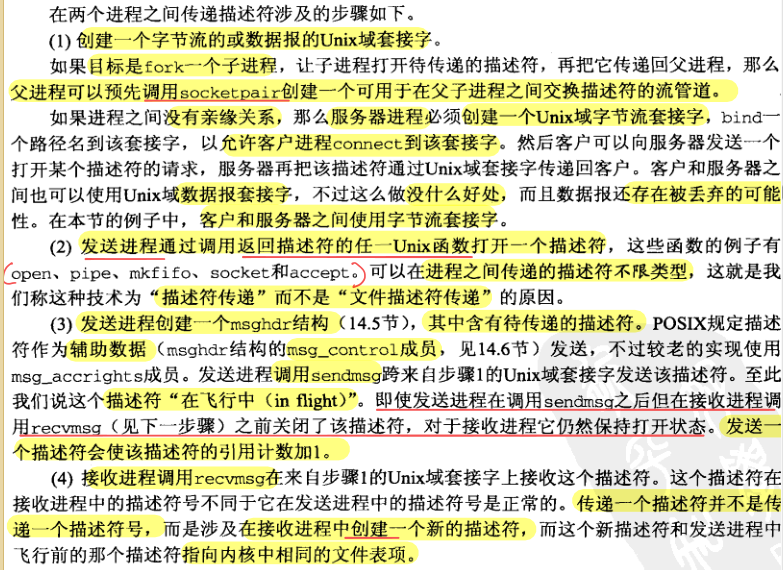 在两个进程之间传递描述符涉及的步骤如下。
(1) 创建一个字节流的或数据报的Unix域套接字。
如果目标是fork一个子进程，让子进程打开待传递的描述符，再把它传递回父进程，那么
父进程可以预先调用socketpair创建一个可用于在父子进程之间交换描述符的流管道。
如果进程之间没有亲缘关系，那么服务器进程必须创建一个Unix域字节流套接字，bind一
个路径名到该套接字，以允许客户进程connect到该套接字。然后客户可以向服务器发送一个
打开某个描述符的请求，服务器再把该描述符通过Unix域套接字传递回客户。客户和服务器之
间也可以使用Unix域数据报套接字，不过这么做没什么好处，而且数据报还存在被丢弃的可能
性。在本节的例子中，客户和服务器之间使用字节流套接字。
(2) 发送进程通过调用返回描述符的任一Unix函数打开一个描述符，这些函数的例子有
open、pipe、mkfifo、socket和accept。可以在进程之间传递的描述符不限类型，这就是我
们称这种技术为“描述符传递”而不是“文件描述符传递”的原因。
(3) 发送进程创建一个msghdr结构（14.5节），其中含有待传递的描述符。POSIX规定描述
符作为辅助数据（msghdr结构的msg_control成员，见14.6节）发送，不过较老的实现使用
msg_accrights成员。发送进程调用sendmsg跨来自步骤1的Unix域套接字发送该描述符。至此
我们说这个描述符“在飞行中（in flight）”。即使发送进程在调用sendmsg之后但在接收进程调
用recvmsg（见下一步骤）之前关闭了该描述符，对于接收进程它仍然保持打开状态。发送一
个描述符会使该描述符的引用计数加1。
(4) 接收进程调用recvmsg在来自步骤1的Unix域套接字上接收这个描述符。这个描述符在
接收进程中的描述符号不同于它在发送进程中的描述符号是正常的。传递一个描述符并不是传
递一个描述符号，而是涉及在接收进程中创建一个新的描述符，而这个新描述符和发送进程中
飞行前的那个描述符指向内核中相同的文件表项。